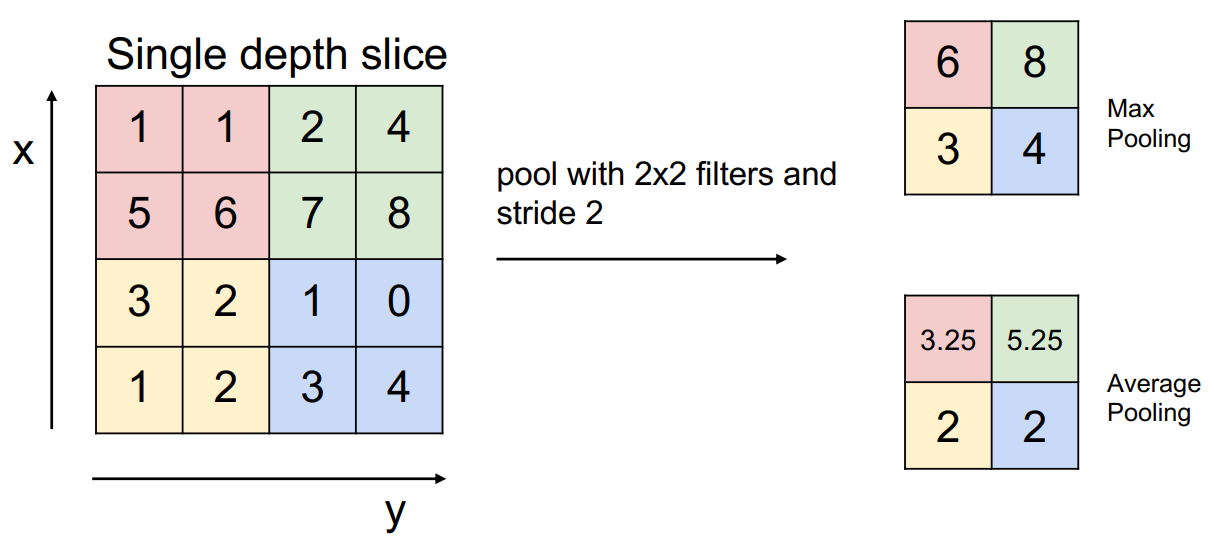 Single depth slice
x
1 1 2 4
5 6 7 8
3 2 1 0
1 2 3 4
y
pool with 2x2 filters and
stride 2
6 8
3 4
Max
Pooling
3.25 5.25
2 2
Average
Pooling